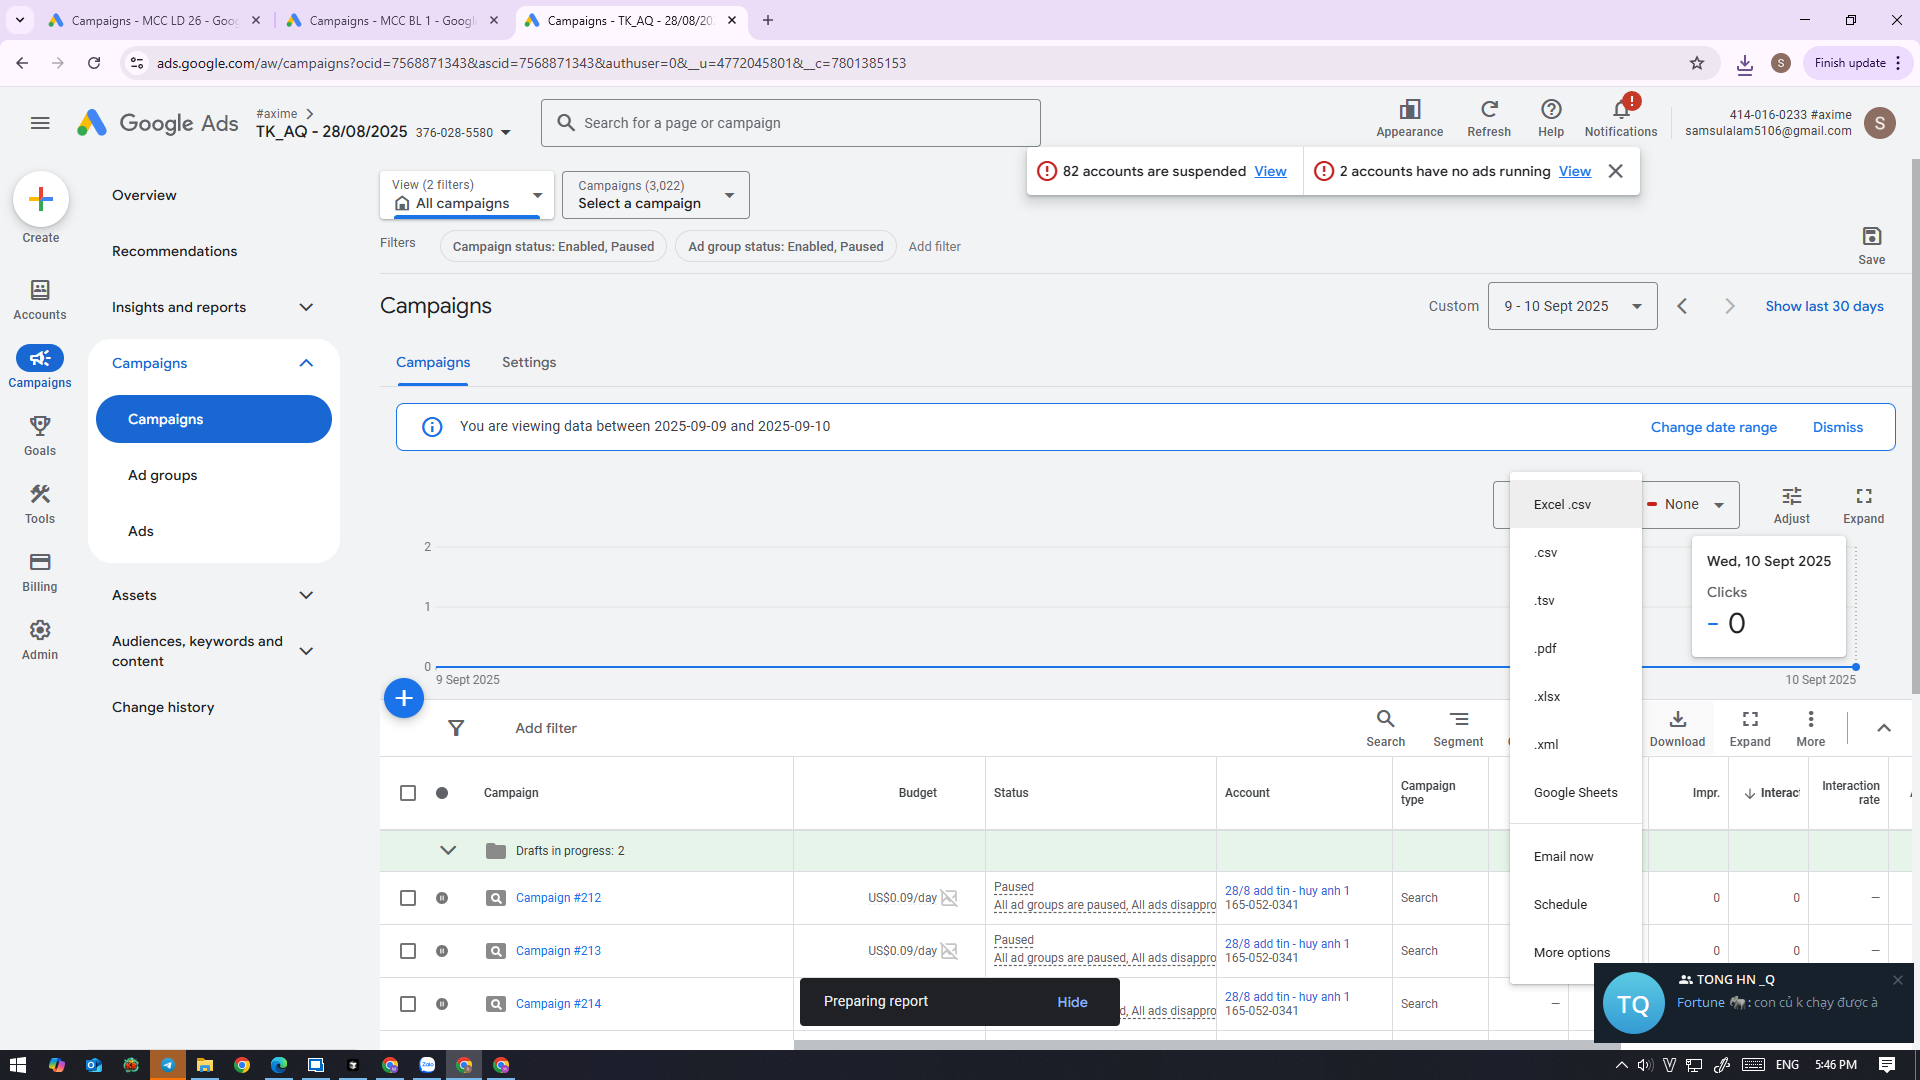 Campaigns - MCC LD 26 - Goog
Campaigns - MCC BL 1 - Google
Campaigns - TK_AQ - 28/08/202
ads.google.com/aw/campaigns?ocid=7568871343&ascid=7568871343&authuser=0&__u=4772045801&__c=7801385153
S
Finish update
Google Ads
#axime
TK_AQ - 28/08/2025 376-028-5580
Search for a page or campaign
Appearance
Refresh
Help
Notifications
414-016-0233 #axime
samsulalam5106@gmail.com
S
82 accounts are suspended View
2 accounts have no ads running View
Create
Accounts
Campaigns
Goals
Tools
Billing
Admin
Overview
Recommendations
Insights and reports
Campaigns
Campaigns
Ad groups
Ads
Assets
Audiences, keywords and
content
Change history
View (2 filters)
All campaigns
Campaigns (3,022)
Select a campaign
Filters
Campaign status: Enabled, Paused
Ad group status: Enabled, Paused
Add filter
Save
Campaigns
Custom
9 - 10 Sept 2025
Show last 30 days
Campaigns
Settings
You are viewing data between 2025-09-09 and 2025-09-10
Change date range
Dismiss
None
Adjust
Expand
2
1
0
9 Sept 2025
10 Sept 2025
Wed, 10 Sept 2025
Clicks
0
Excel .csv
.csv
.tsv
.pdf
.xlsx
.xml
Google Sheets
Email now
Schedule
More options
Add filter
Search
Segment
Download
Expand
More
Campaign
Budget
Status
Account
Campaign
type
Impr.
Interact
Interaction
rate
Drafts in progress: 2
Campaign #212
US$0.09/day
Paused
All ad groups are paused, All ads disappro
28/8 add tin - huy anh 1
165-052-0341
Search
0
0
—
Campaign #213
US$0.09/day
Paused
All ad groups are paused, All ads disappro
28/8 add tin - huy anh 1
165-052-0341
Search
0
0
—
Campaign #214
d, All ads disappro
28/8 add tin - huy anh 1
165-052-0341
Search
—
Preparing report
Hide
TQ
TONG HN _Q
Fortune 🐘: con củ k chạy được à
Zalo
ENG
5:46 PM